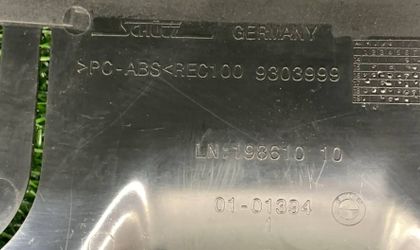 SCHÜTZ GERMANY
>PC-ABS<REC100 9303999
LN:198610 10
01-01394